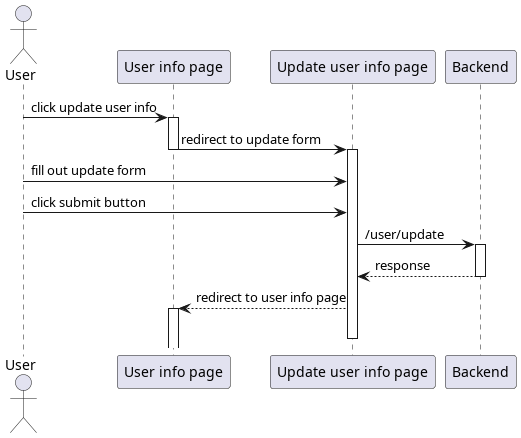 User
User info page
Update user info page
Backend
click update user info
redirect to update form
fill out update form
click submit button
/user/update
response
redirect to user info page
User
User info page
Update user info page
Backend